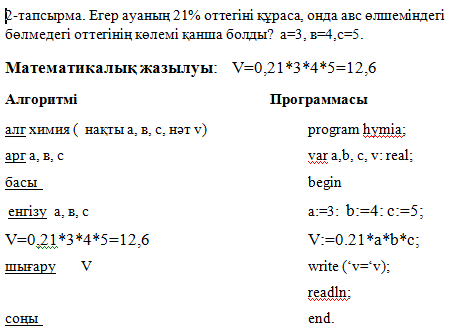 2-тапсырма. Егер ауаның 21% оттегіні құраса, онда авс өлшеміндегі
бөлмедегі оттегінің көлемі қанша болды? а=3, в=4,с=5.
Математикалық жазылуы: V=0,21*3*4*5=12,6
Алгоритмі Программасы
алг химия ( нақты а, в, с, нәт v) program hymia;
арг а, в, с var a,b, c, v: real;
басы begin
енгізу а, в, с a:=3: b:=4: c:=5;
V=0,21*3*4*5=12,6 V:=0.21*a*b*c;
шығару V write (‘v=‘v);
readln;
соңы end.